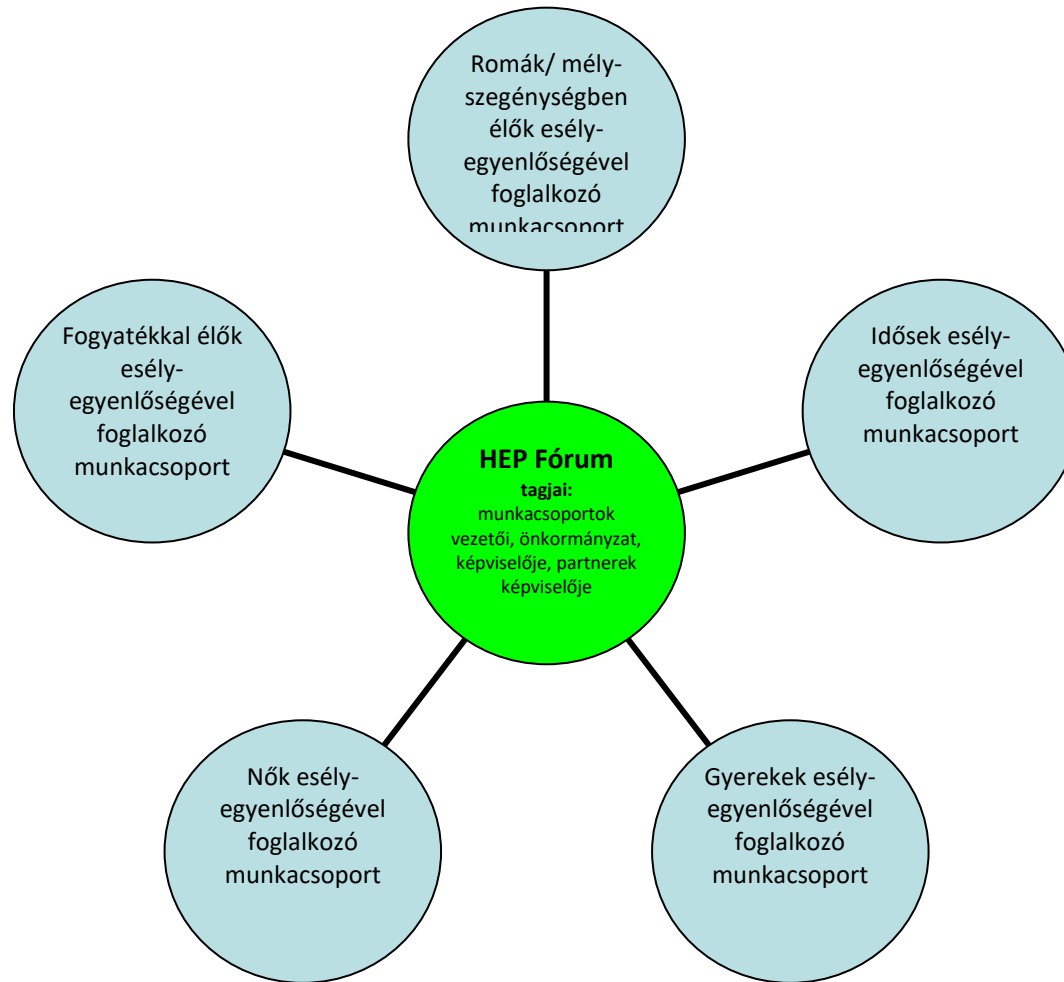 Romák/ mély-
szegénységben
élők esély-
egyenlőségével
foglalkozó
munkacsoport
Fogyatékkal élők
esély-
egyenlőségével
foglalkozó
munkacsoport
Idősek esély-
egyenlőségével
foglalkozó
munkacsoport
HEP Fórum
tagjai:
munkacsoportok
vezetői, önkormányzat,
képviselője, partnerek
képviselője
Nők esély-
egyenlőségével
foglalkozó
munkacsoport
Gyerekek esély-
egyenlőségével
foglalkozó
munkacsoport